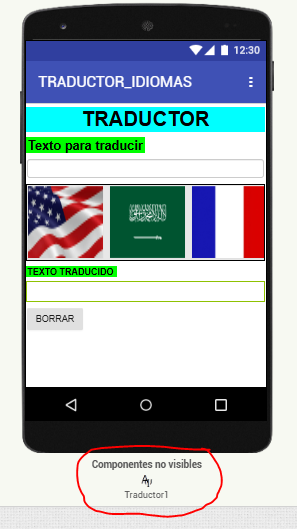 12:30
TRADUCTOR_IDIOMAS
TRADUCTOR
Texto para traducir
TEXTO TRADUCIDO
BORRAR
Componentes no visibles
Traductor1